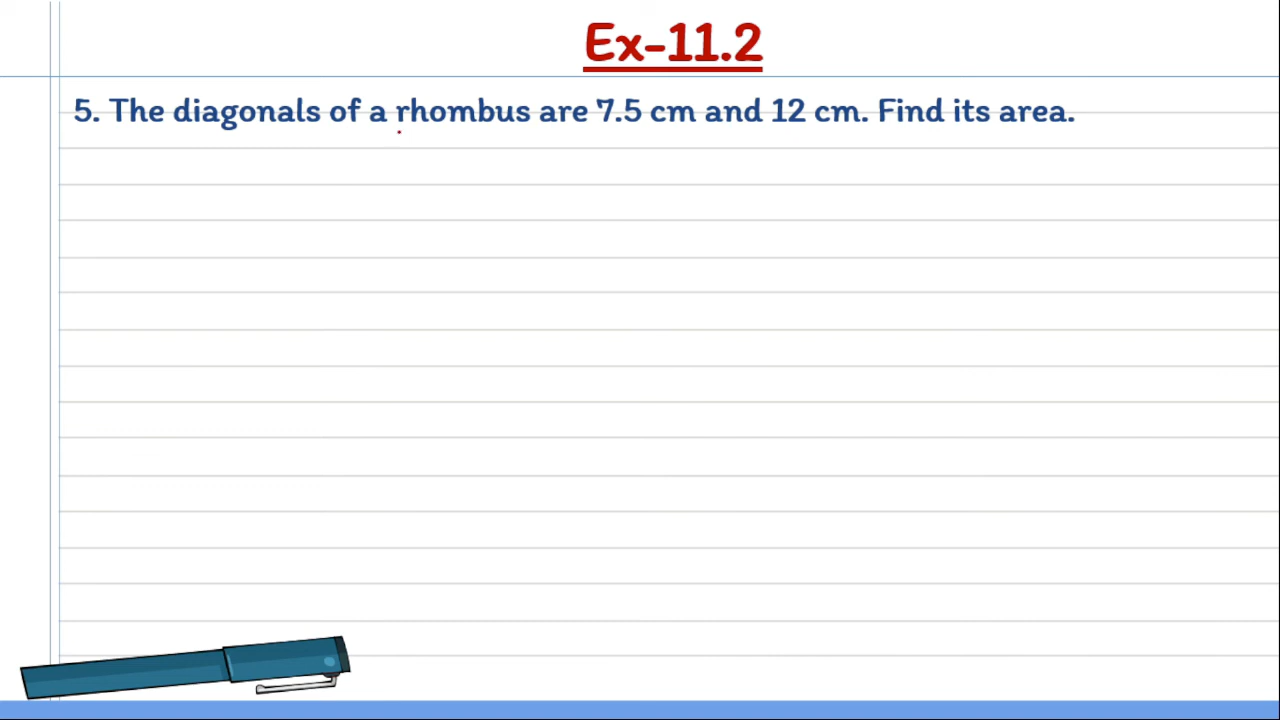 Ex-11.2
5. The diagonals of a rhombus are 7.5 cm and 12 cm. Find its area.